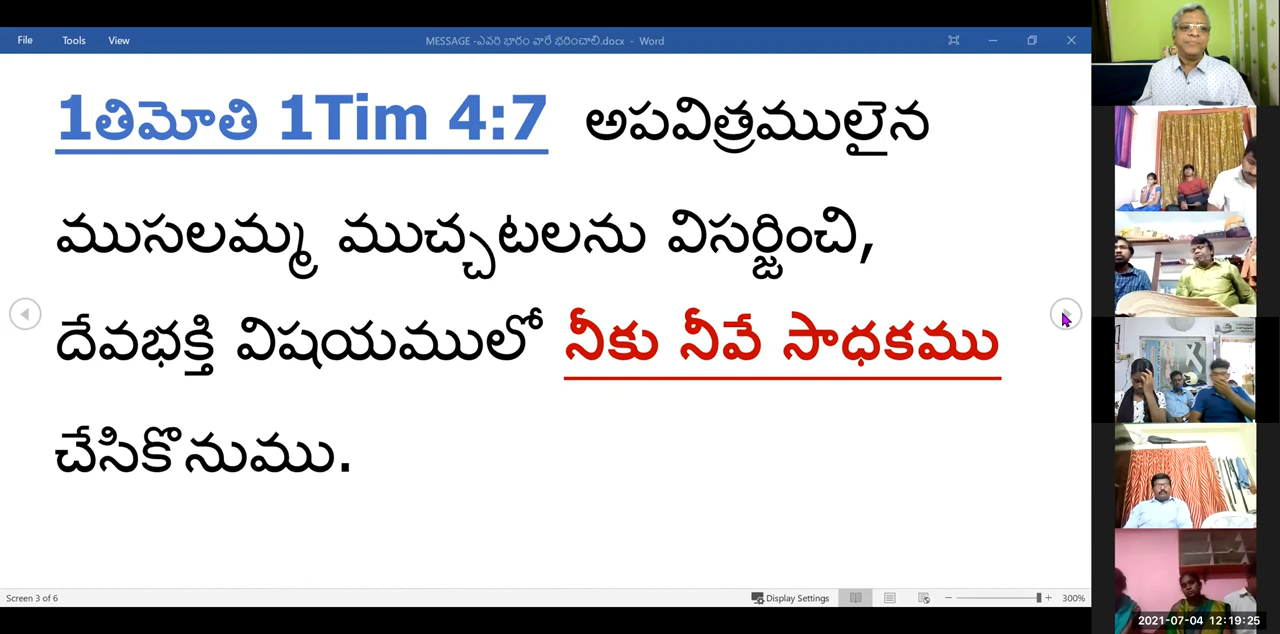 File Tools View MESSAGE -ఎవరి భారం వారే భరించాలి.docx - Word
1తిమోతి 1Tim 4:7 అపవిత్రములైన
ముసలమ్మ ముచ్చటలను విసర్జించి,
దేవభక్తి విషయములో నీకు నీవే సాధకము
చేసికొనుము.
Screen 3 of 6 Display Settings 300%
2021-07-04 12:19:25